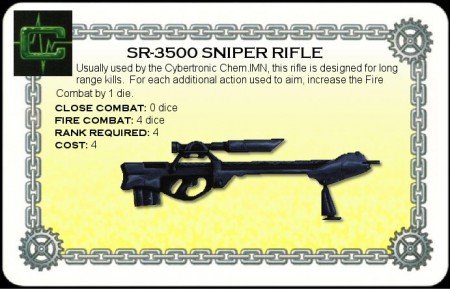 SR-3500 SNIPER RIFLE
Usually used by the Cybertronic Chem.IMN, this rifle is designed for long
range kills. For each additional action used to aim, increase the Fire
Combat by 1 die.
CLOSE COMBAT: 0 dice
FIRE COMBAT: 4 dice
RANK REQUIRED: 4
COST: 4